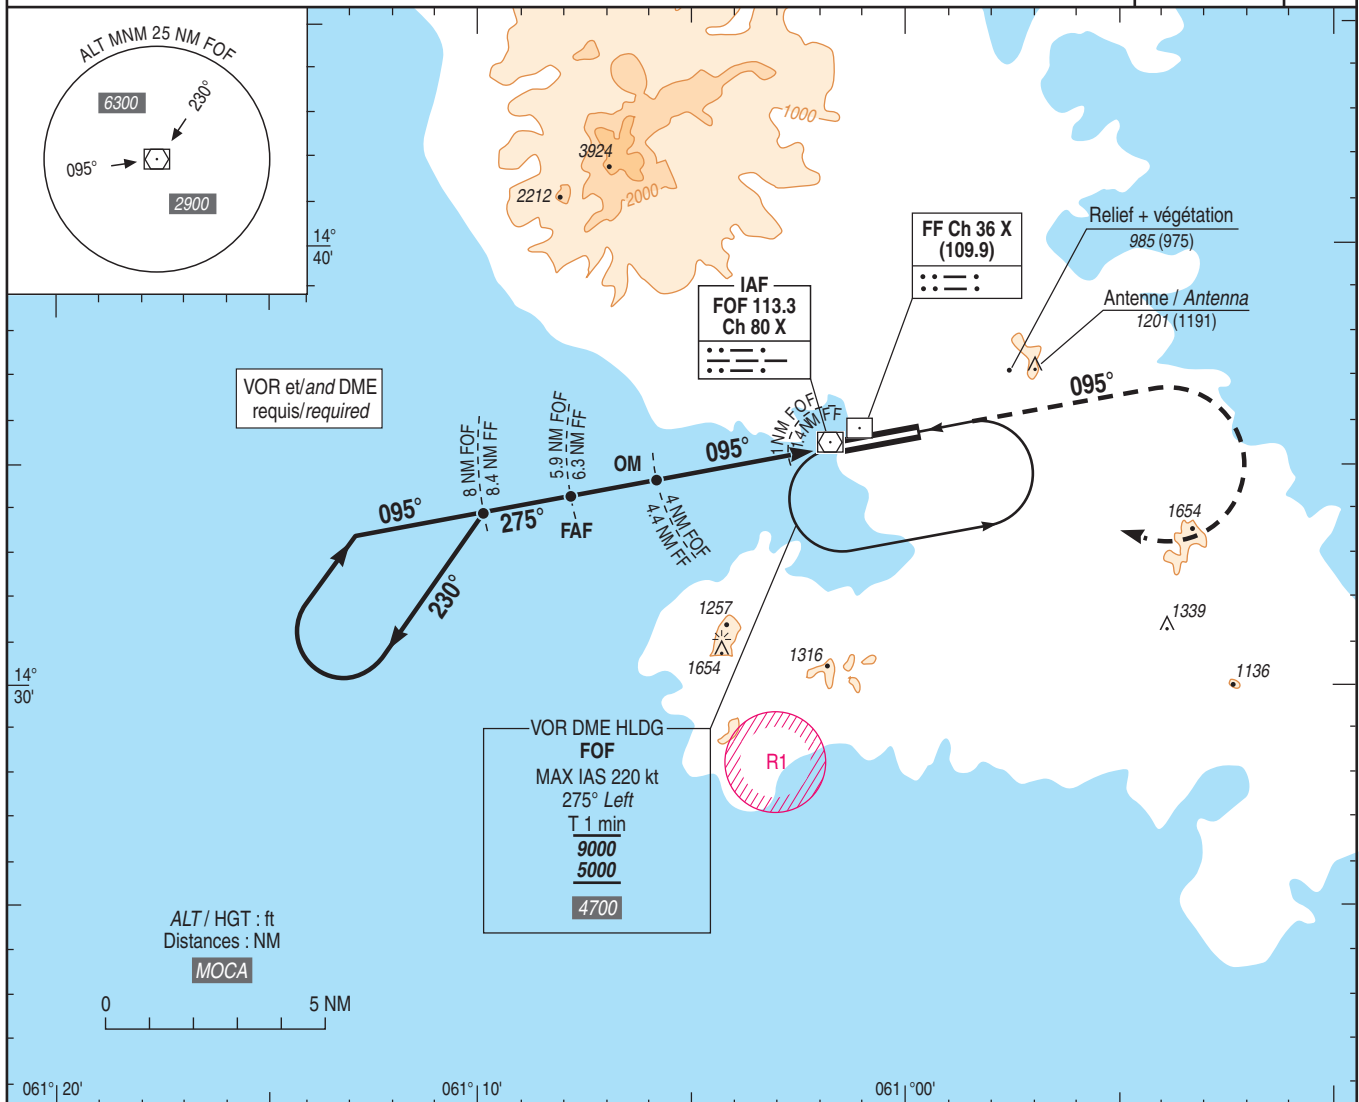 ALT MNM 25 NM FOF
6300
230°
095°
2900
14°
40'
3924
2212
1000
2000
IAF
FOF 113.3
Ch 80 X
FF Ch 36 X
(109.9)
Relief + végétation
985 (975)
Antenne / Antenna
1201 (1191)
VOR et/and DME
requis/required
8 NM FOF
8.4 NM FF
5.9 NM FOF
6.3 NM FF
OM
4 NM FOF
4.4 NM FF
1 NM FOF
1.4 NM FF
095°
095°
095°
275°
FAF
230°
1654
1257
1654
1316
1339
1136
14°
30'
R1
VOR DME HLDG
FOF
MAX IAS 220 kt
275° Left
T 1 min
9000
5000
4700
ALT / HGT : ft
Distances : NM
MOCA
0
5 NM
061° 20'
061° 10'
061° 00'